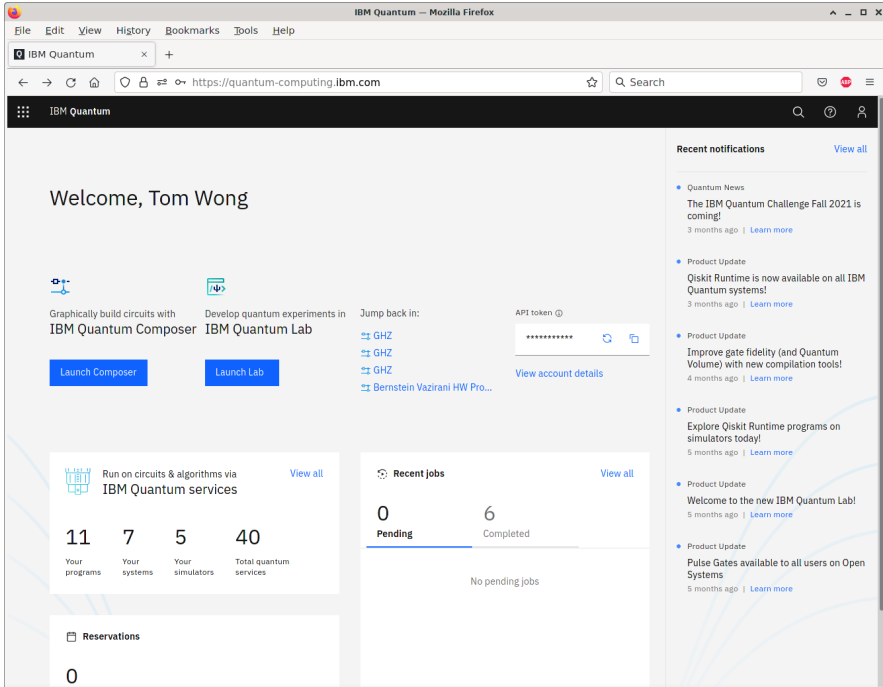 IBM Quantum — Mozilla Firefox
File Edit View History Bookmarks Tools Help
IBM Quantum
https://quantum-computing.ibm.com
Search
ABP
IBM Quantum
Welcome, Tom Wong
Graphically build circuits with
IBM Quantum Composer
Launch Composer
Develop quantum experiments in
IBM Quantum Lab
Launch Lab
Jump back in:
GHZ
GHZ
GHZ
Bernstein Vazirani HW Pro...
API token
***********
View account details
Run on circuits & algorithms via
IBM Quantum services
View all
11 7 5 40
Your programs
Your systems
Your simulators
Total quantum services
Recent jobs
View all
0
Pending
6
Completed
No pending jobs
Reservations
0
Recent notifications
View all
Quantum News
The IBM Quantum Challenge Fall 2021 is
coming!
3 months ago | Learn more
Product Update
Qiskit Runtime is now available on all IBM
Quantum systems!
3 months ago | Learn more
Product Update
Improve gate fidelity (and Quantum
Volume) with new compilation tools!
4 months ago | Learn more
Product Update
Explore Qiskit Runtime programs on
simulators today!
5 months ago | Learn more
Product Update
Welcome to the new IBM Quantum Lab!
5 months ago | Learn more
Product Update
Pulse Gates available to all users on Open
Systems
5 months ago | Learn more